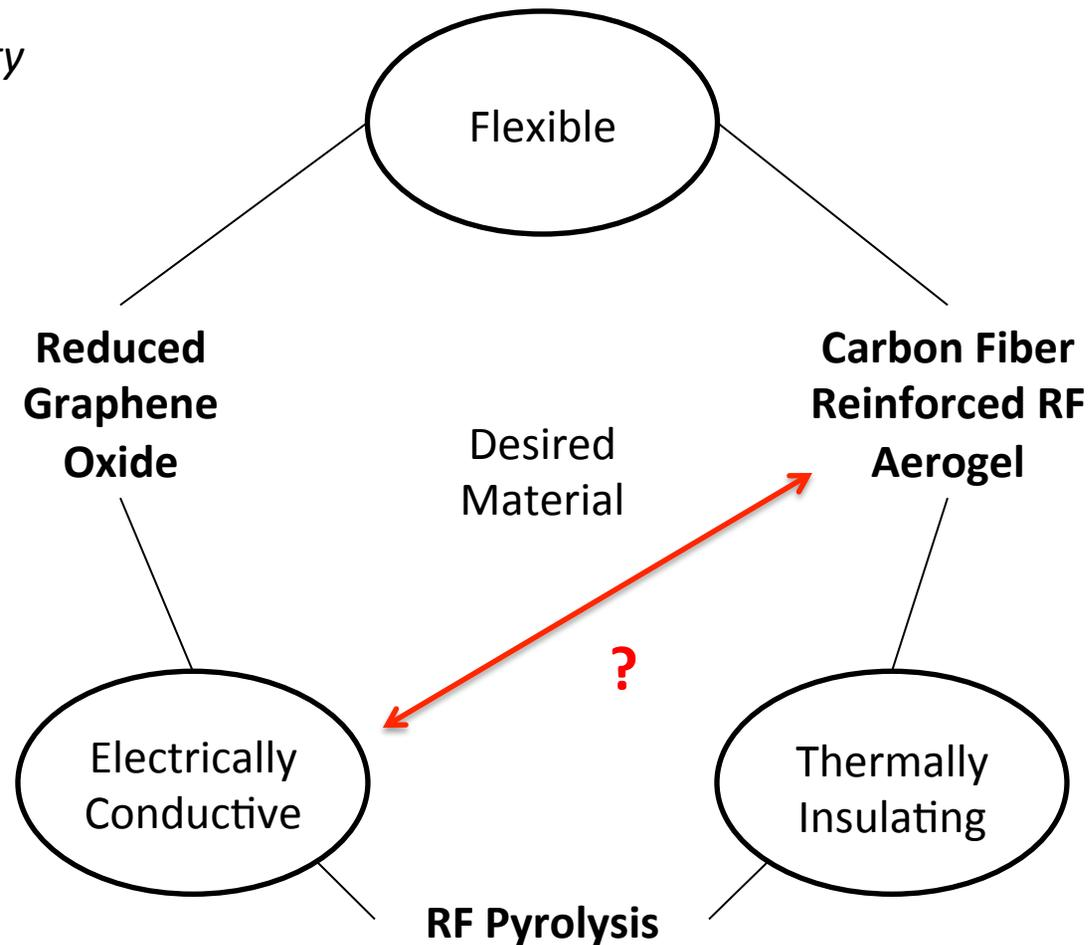 Flexible
Reduced
Graphene
Oxide
Carbon Fiber
Reinforced RF
Aerogel
Desired
Material
?
Electrically
Conductive
Thermally
Insulating
RF Pyrolysis